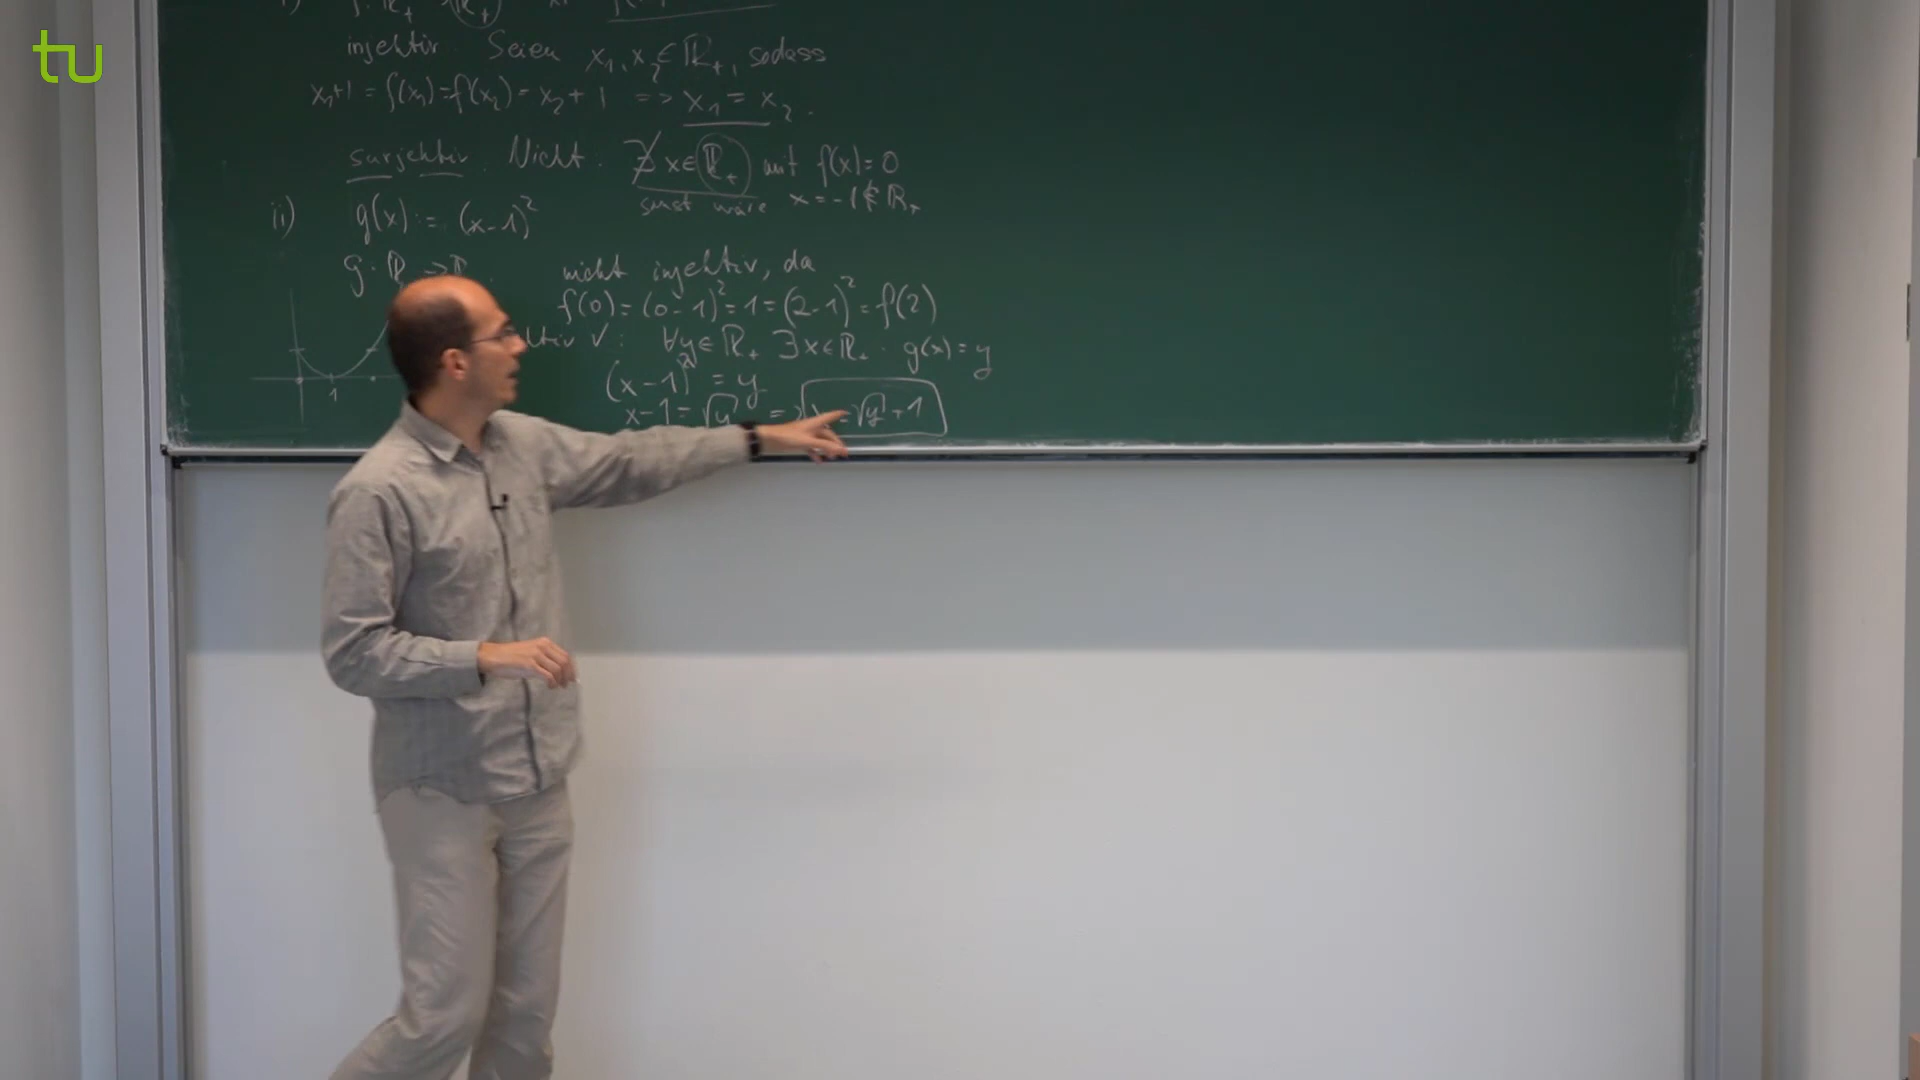 tu
injektiv. Seien x₁, x₂ ∈ ℝ₊, sodass
x₁+1 = f(x₁) = f(x₂) = x₂ + 1 => x₁ = x₂.
surjektiv. Nicht: ∄ x ∈ ℝ₊ mit f(x) = 0
sonst wäre x = -1 ∉ ℝ₊
ii) g(x) := (x-1)²
g: nicht injektiv, da
f(0) = (0-1)² = 1 = (2-1)² = f(2)
✓: ∀y ∈ ℝ₊ ∃x ∈ ℝ₊. g(x) = y
(x-1)² = y
1 x-1 = √y => = √y + 1